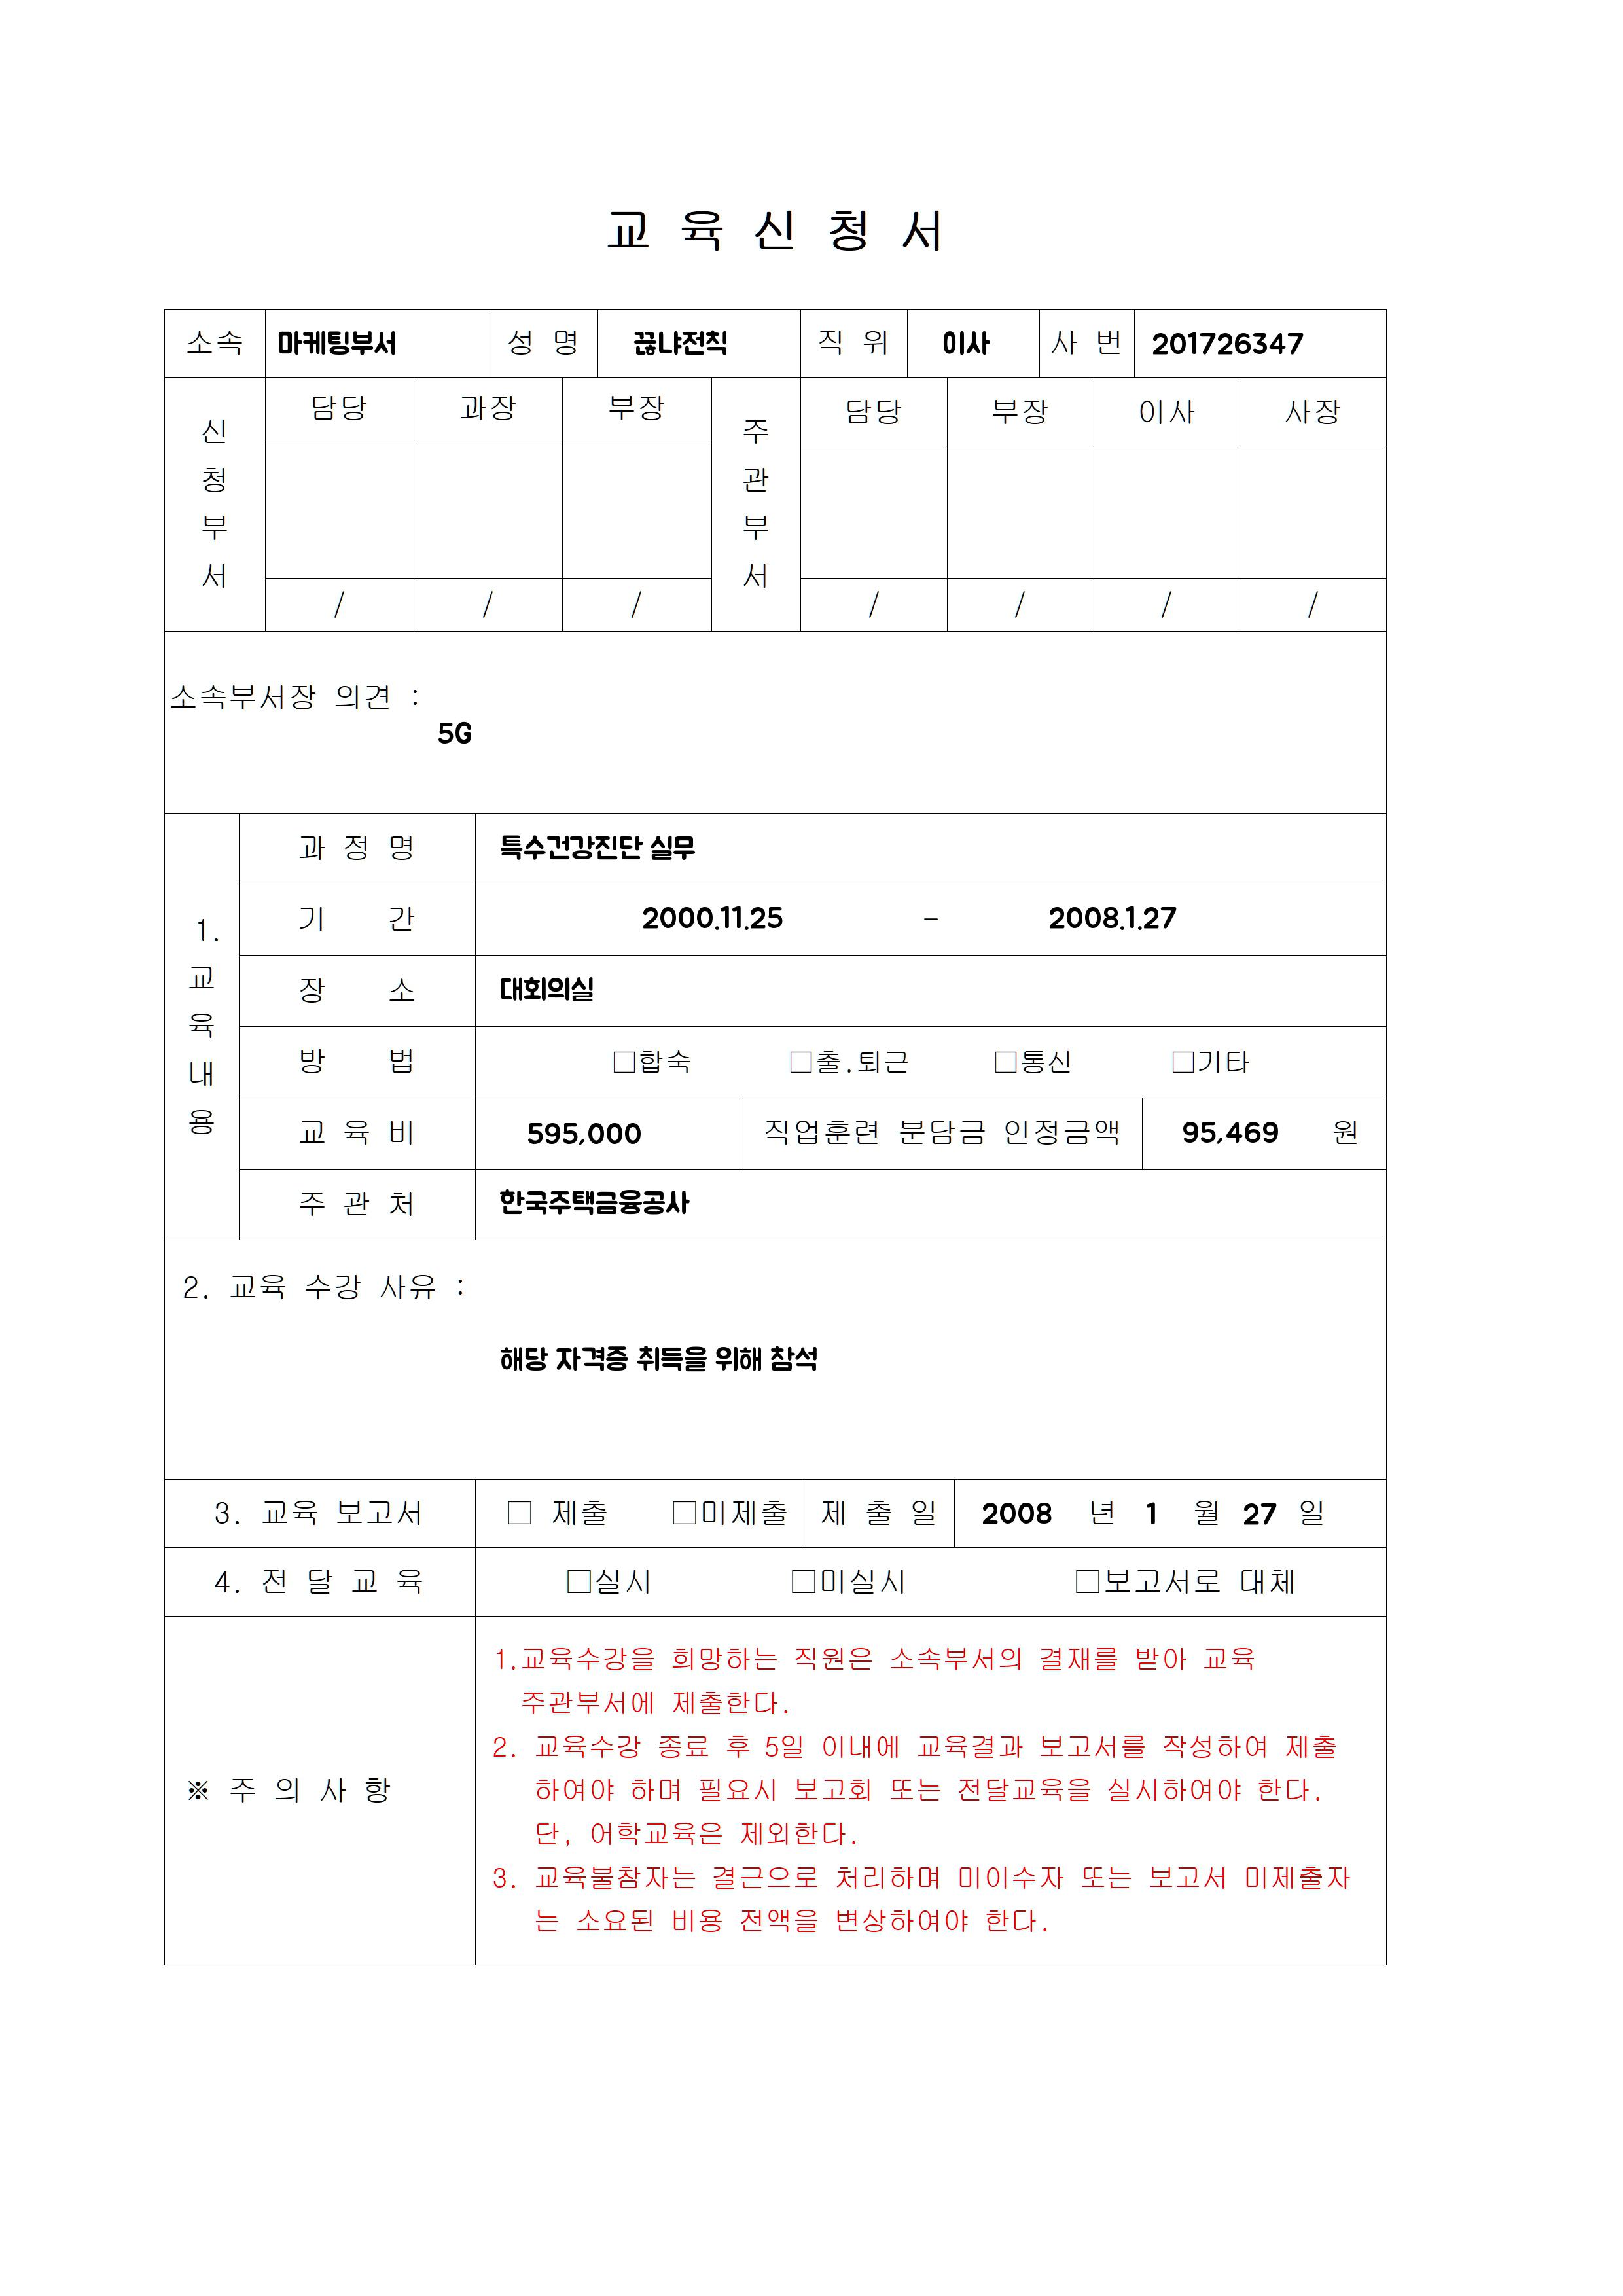 교 육 신 청 서
소속 마케팅부서 성 명 끊냐전칙 직 위 이사 사 번 201726347
신청부서 담당 과장 부장 주관부서 담당 부장 이사 사장
/ / / / / / /
소속부서장 의견 :
5G
1. 교육내용
과 정 명 특수건강진단 실무
기 간 2000.11.25 - 2008.1.27
장 소 대회의실
방 법 □합숙 □출.퇴근 □통신 □기타
교 육 비 595,000 직업훈련 분담금 인정금액 95,469 원
주 관 처 한국주택금융공사
2. 교육 수강 사유 :
해당 자격증 취득을 위해 참석
3. 교육 보고서 □ 제출 □미제출 제 출 일 2008 년 1 월 27 일
4. 전 달 교 육 □실시 □미실시 □보고서로 대체
※ 주 의 사 항
1.교육수강을 희망하는 직원은 소속부서의 결재를 받아 교육
주관부서에 제출한다.
2. 교육수강 종료 후 5일 이내에 교육결과 보고서를 작성하여 제출
하여야 하며 필요시 보고회 또는 전달교육을 실시하여야 한다.
단, 어학교육은 제외한다.
3. 교육불참자는 결근으로 처리하며 미이수자 또는 보고서 미제출자
는 소요된 비용 전액을 변상하여야 한다.